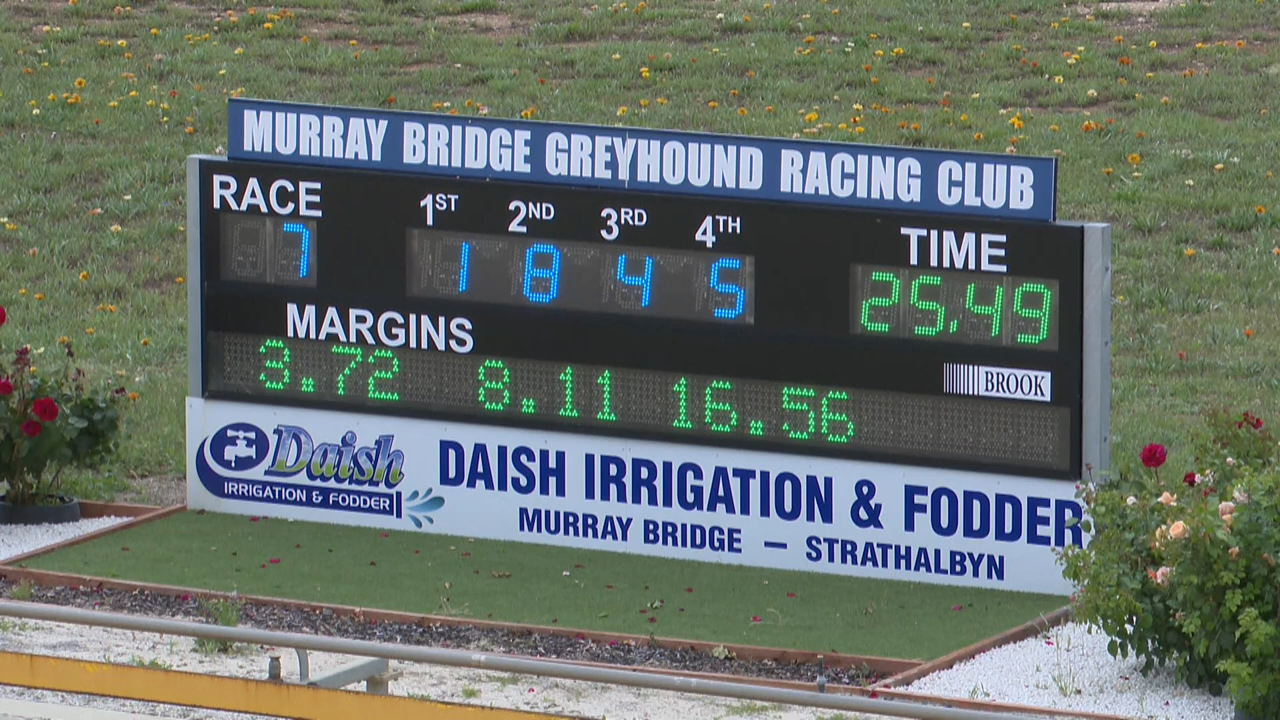 MURRAY BRIDGE GREYHOUND RACING CLUB
RACE 1ST 2ND 3RD 4TH TIME
7 1 8 4 5 25.49
MARGINS
3.72 8.11 16.56
BROOK
Daish
IRRIGATION & FODDER
DAISH IRRIGATION & FODDER
MURRAY BRIDGE – STRATHALBYN